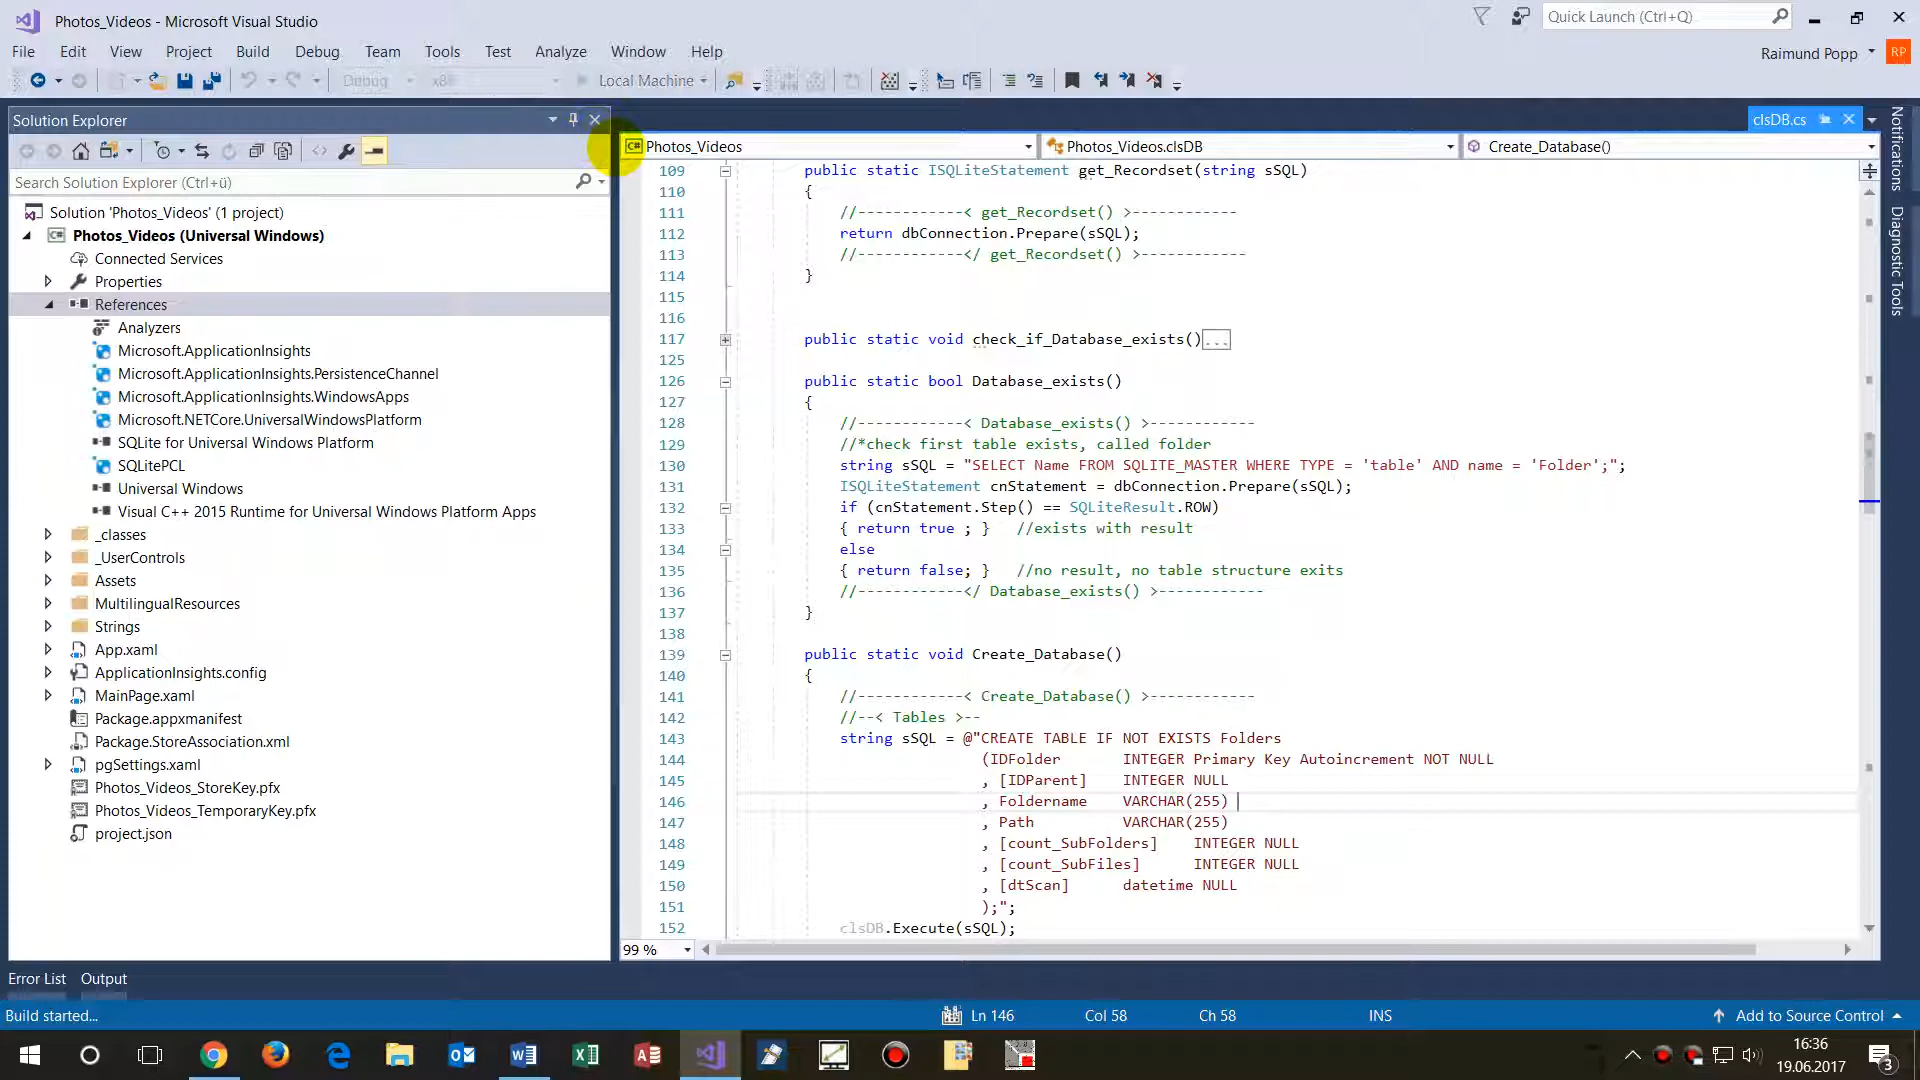 Photos_Videos - Microsoft Visual Studio
Quick Launch (Ctrl+Q)
File Edit View Project Build Debug Team Tools Test Analyze Window Help
Raimund Popp RP
Debug x86 Local Machine
Solution Explorer
Search Solution Explorer (Ctrl+ü)
Solution 'Photos_Videos' (1 project)
C# Photos_Videos (Universal Windows)
Connected Services
Properties
References
Analyzers
Microsoft.ApplicationInsights
Microsoft.ApplicationInsights.PersistenceChannel
Microsoft.ApplicationInsights.WindowsApps
Microsoft.NETCore.UniversalWindowsPlatform
SQLite for Universal Windows Platform
SQLitePCL
Universal Windows
Visual C++ 2015 Runtime for Universal Windows Platform Apps
_classes
_UserControls
Assets
MultilingualResources
Strings
App.xaml
ApplicationInsights.config
MainPage.xaml
Package.appxmanifest
Package.StoreAssociation.xml
pgSettings.xaml
Photos_Videos_StoreKey.pfx
Photos_Videos_TemporaryKey.pfx
project.json
clsDB.cs
C# Photos_Videos Photos_Videos.clsDB Create_Database()
109 public static ISQLiteStatement get_Recordset(string sSQL)
110 {
111 //------------< get_Recordset() >------------
112 return dbConnection.Prepare(sSQL);
113 //------------</ get_Recordset() >------------
114 }
115
116
117 public static void check_if_Database_exists()...
125
126 public static bool Database_exists()
127 {
128 //------------< Database_exists() >------------
129 //*check first table exists, called folder
130 string sSQL = "SELECT Name FROM SQLITE_MASTER WHERE TYPE = 'table' AND name = 'Folder';";
131 ISQLiteStatement cnStatement = dbConnection.Prepare(sSQL);
132 if (cnStatement.Step() == SQLiteResult.ROW)
133 { return true ; } //exists with result
134 else
135 { return false; } //no result, no table structure exits
136 //------------</ Database_exists() >------------
137 }
138
139 public static void Create_Database()
140 {
141 //------------< Create_Database() >------------
142 //--< Tables >--
143 string sSQL = @"CREATE TABLE IF NOT EXISTS Folders
144 (IDFolder INTEGER Primary Key Autoincrement NOT NULL
145 , [IDParent] INTEGER NULL
146 , Foldername VARCHAR(255)
147 , Path VARCHAR(255)
148 , [count_SubFolders] INTEGER NULL
149 , [count_SubFiles] INTEGER NULL
150 , [dtScan] datetime NULL
151 );";
152 clsDB.Execute(sSQL);
99 %
Notifications
Diagnostic Tools
Error List Output
Build started... Ln 146 Col 58 Ch 58 INS Add to Source Control
16:36
19.06.2017
3